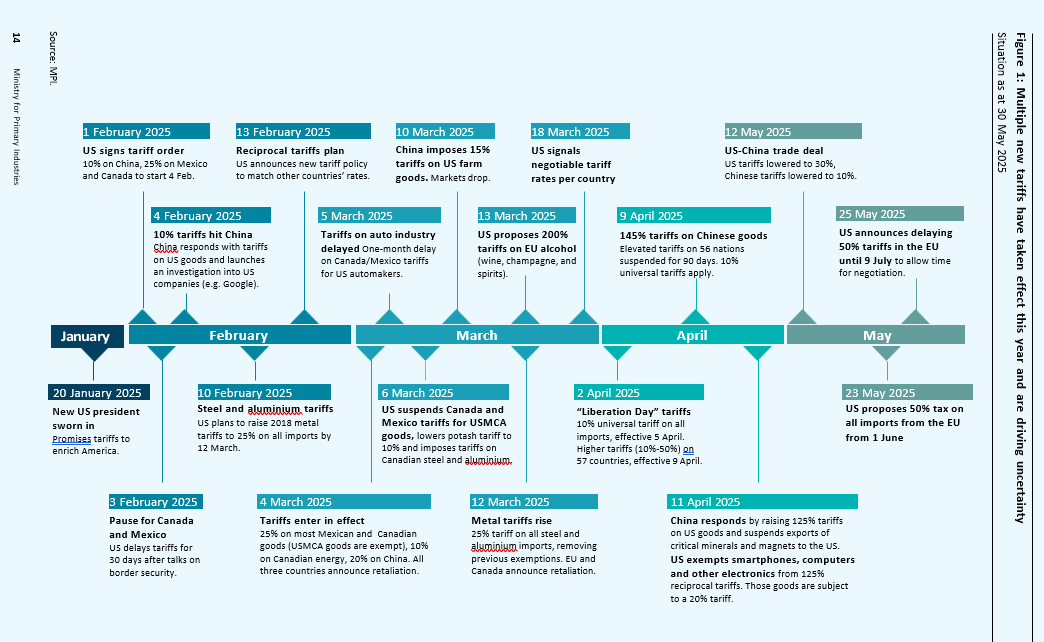 Figure 1: Multiple new tariffs have taken effect this year and are driving uncertainty
Situation as at 30 May 2025
1 February 2025
US signs tariff order
10% on China, 25% on Mexico
and Canada to start 4 Feb.
13 February 2025
Reciprocal tariffs plan
US announces new tariff policy
to match other countries’ rates.
10 March 2025
China imposes 15%
tariffs on US farm
goods. Markets drop.
18 March 2025
US signals
negotiable tariff
rates per country
12 May 2025
US-China trade deal
US tariffs lowered to 30%,
Chinese tariffs lowered to 10%.
4 February 2025
10% tariffs hit China
China responds with tariffs
on US goods and launches
an investigation into US
companies (e.g. Google).
5 March 2025
Tariffs on auto industry
delayed One-month delay
on Canada/Mexico tariffs
for US automakers.
13 March 2025
US proposes 200%
tariffs on EU alcohol
(wine, champagne, and
spirits).
9 April 2025
145% tariffs on Chinese goods
Elevated tariffs on 56 nations
suspended for 90 days. 10%
universal tariffs apply.
25 May 2025
US announces delaying
50% tariffs in the EU
until 9 July to allow time
for negotiation.
January
February
March
April
May
20 January 2025
New US president
sworn in
Promises tariffs to
enrich America.
10 February 2025
Steel and aluminium tariffs
US plans to raise 2018 metal
tariffs to 25% on all imports by
12 March.
6 March 2025
US suspends Canada and
Mexico tariffs for USMCA
goods, lowers potash tariff to
10% and imposes tariffs on
Canadian steel and aluminium.
2 April 2025
“Liberation Day” tariffs
10% universal tariff on all
imports, effective 5 April.
Higher tariffs (10%-50%) on
57 countries, effective 9 April.
23 May 2025
US proposes 50% tax on
all imports from the EU
from 1 June
3 February 2025
Pause for Canada
and Mexico
US delays tariffs for
30 days after talks on
border security.
4 March 2025
Tariffs enter in effect
25% on most Mexican and Canadian
goods (USMCA goods are exempt), 10%
on Canadian energy, 20% on China. All
three countries announce retaliation.
12 March 2025
Metal tariffs rise
25% tariff on all steel and
aluminium imports, removing
previous exemptions. EU and
Canada announce retaliation.
11 April 2025
China responds by raising 125% tariffs
on US goods and suspends exports of
critical minerals and magnets to the US.
US exempts smartphones, computers
and other electronics from 125%
reciprocal tariffs. Those goods are subject
to a 20% tariff.
Source: MPI.
14 Ministry for Primary Industries